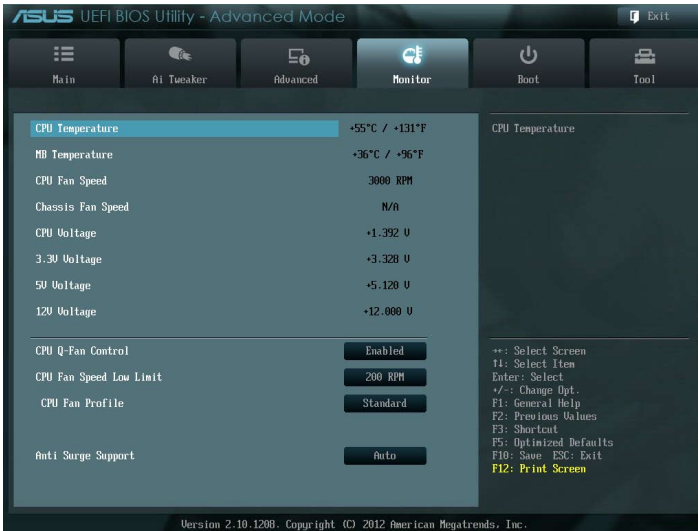 ASUS UEFI BIOS Utility - Advanced Mode
Exit
Main
Ai Tweaker
Advanced
Monitor
Boot
Tool
CPU Temperature +55°C / +131°F
MB Temperature +36°C / +96°F
CPU Fan Speed 3000 RPM
Chassis Fan Speed N/A
CPU Voltage +1.392 V
3.3V Voltage +3.328 V
5V Voltage +5.120 V
12V Voltage +12.000 V
CPU Q-Fan Control Enabled
CPU Fan Speed Low Limit 200 RPM
CPU Fan Profile Standard
Anti Surge Support Auto
CPU Temperature
→←: Select Screen
↑↓: Select Item
Enter: Select
+/-: Change Opt.
F1: General Help
F2: Previous Values
F3: Shortcut
F5: Optimized Defaults
F10: Save ESC: Exit
F12: Print Screen
Version 2.10.1208. Copyright (C) 2012 American Megatrends, Inc.